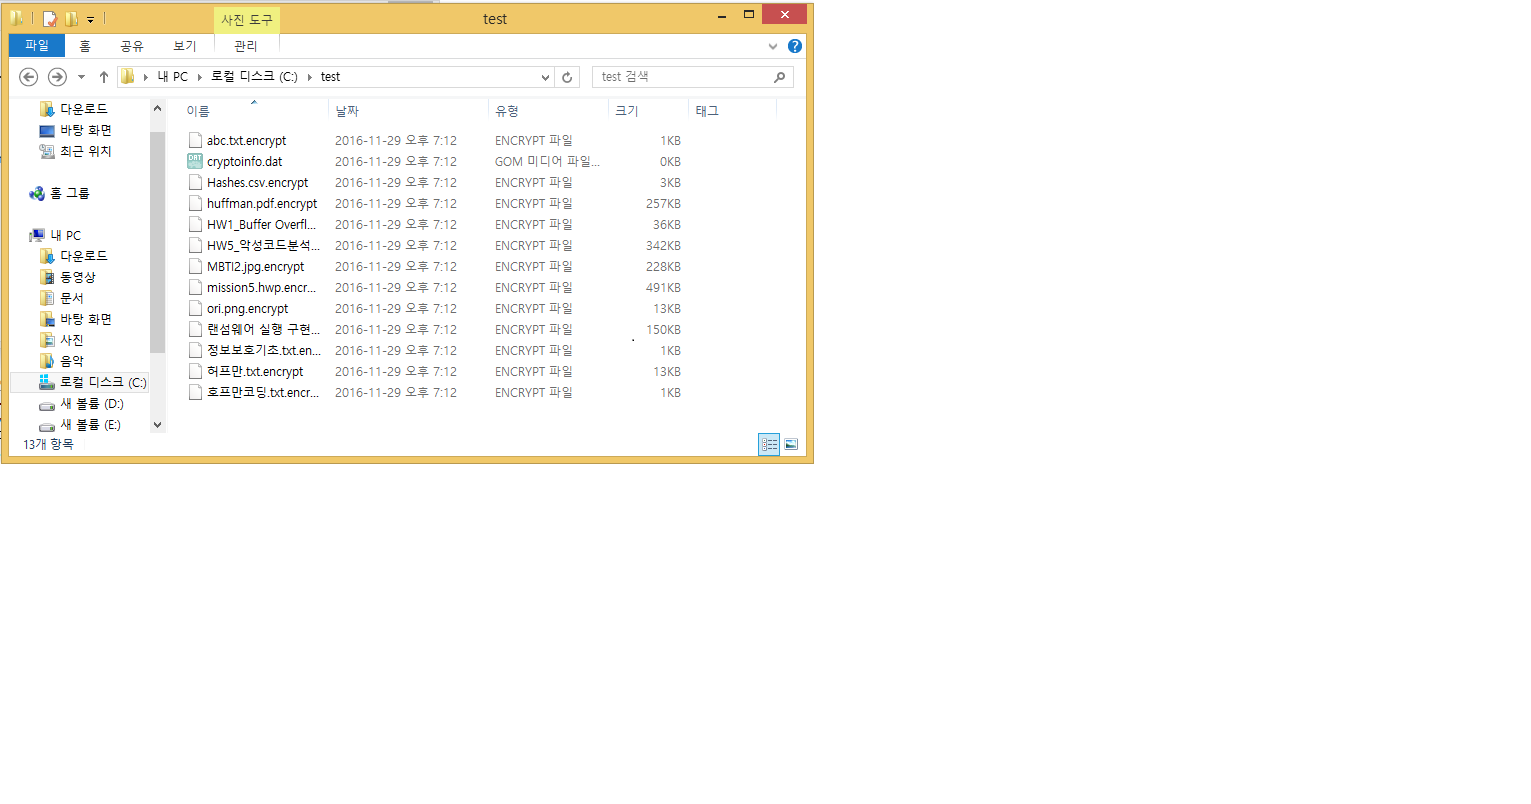 사진 도구
test
파일 홈 공유 보기 관리
내 PC 로컬 디스크 (C:) test
test 검색
다운로드
바탕 화면
최근 위치
홈 그룹
내 PC
다운로드
동영상
문서
바탕 화면
사진
음악
로컬 디스크 (C:)
새 볼륨 (D:)
새 볼륨 (E:)
이름 날짜 유형 크기 태그
abc.txt.encrypt 2016-11-29 오후 7:12 ENCRYPT 파일 1KB
cryptoinfo.dat 2016-11-29 오후 7:12 GOM 미디어 파일... 0KB
Hashes.csv.encrypt 2016-11-29 오후 7:12 ENCRYPT 파일 3KB
huffman.pdf.encrypt 2016-11-29 오후 7:12 ENCRYPT 파일 257KB
HW1_Buffer Overfl... 2016-11-29 오후 7:12 ENCRYPT 파일 36KB
HW5_악성코드분석... 2016-11-29 오후 7:12 ENCRYPT 파일 342KB
MBTI2.jpg.encrypt 2016-11-29 오후 7:12 ENCRYPT 파일 228KB
mission5.hwp.encr... 2016-11-29 오후 7:12 ENCRYPT 파일 491KB
ori.png.encrypt 2016-11-29 오후 7:12 ENCRYPT 파일 13KB
랜섬웨어 실행 구현... 2016-11-29 오후 7:12 ENCRYPT 파일 150KB
정보보호기초.txt.en... 2016-11-29 오후 7:12 ENCRYPT 파일 1KB
허프만.txt.encrypt 2016-11-29 오후 7:12 ENCRYPT 파일 13KB
호프만코딩.txt.encr... 2016-11-29 오후 7:12 ENCRYPT 파일 1KB
13개 항목